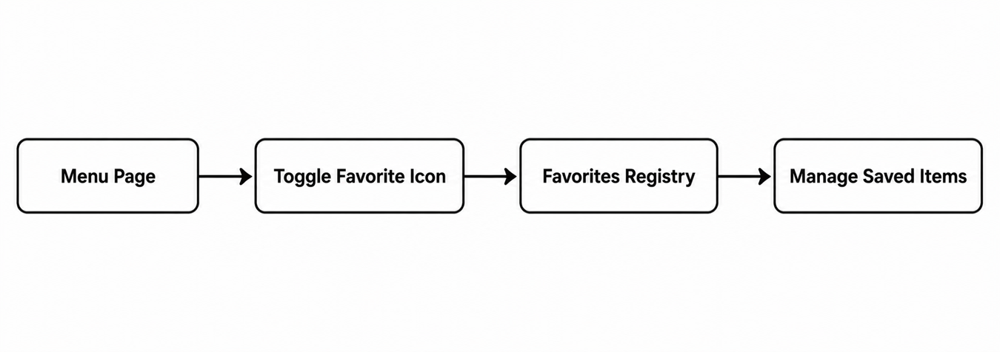 Menu Page
Toggle Favorite Icon
Favorites Registry
Manage Saved Items